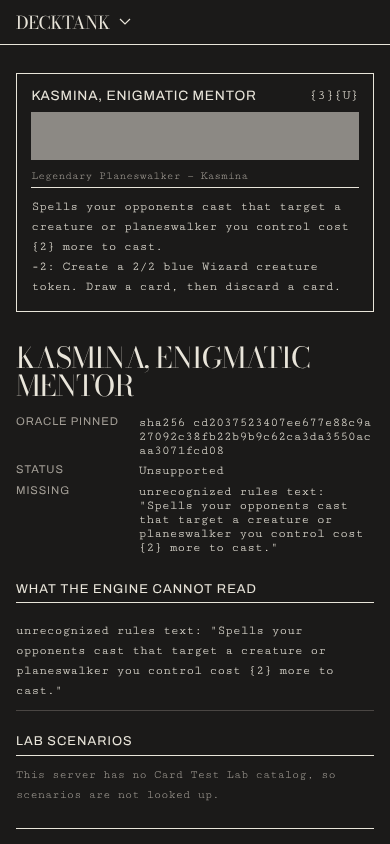 DECKTANK
KASMINA, ENIGMATIC MENTOR {3}{U}
Legendary Planeswalker — Kasmina
Spells your opponents cast that target a
creature or planeswalker you control cost
{2} more to cast.
−2: Create a 2/2 blue Wizard creature
token. Draw a card, then discard a card.
KASMINA, ENIGMATIC
MENTOR
ORACLE PINNED sha256 cd2037523407ee677e88c9a
27092c38fb22b9b9c62ca3da3550ac
aa3071fcd08
STATUS Unsupported
MISSING unrecognized rules text:
"Spells your opponents cast
that target a creature or
planeswalker you control cost
{2} more to cast."
WHAT THE ENGINE CANNOT READ
unrecognized rules text: "Spells your
opponents cast that target a creature or
planeswalker you control cost {2} more to
cast."
LAB SCENARIOS
This server has no Card Test Lab catalog, so
scenarios are not looked up.